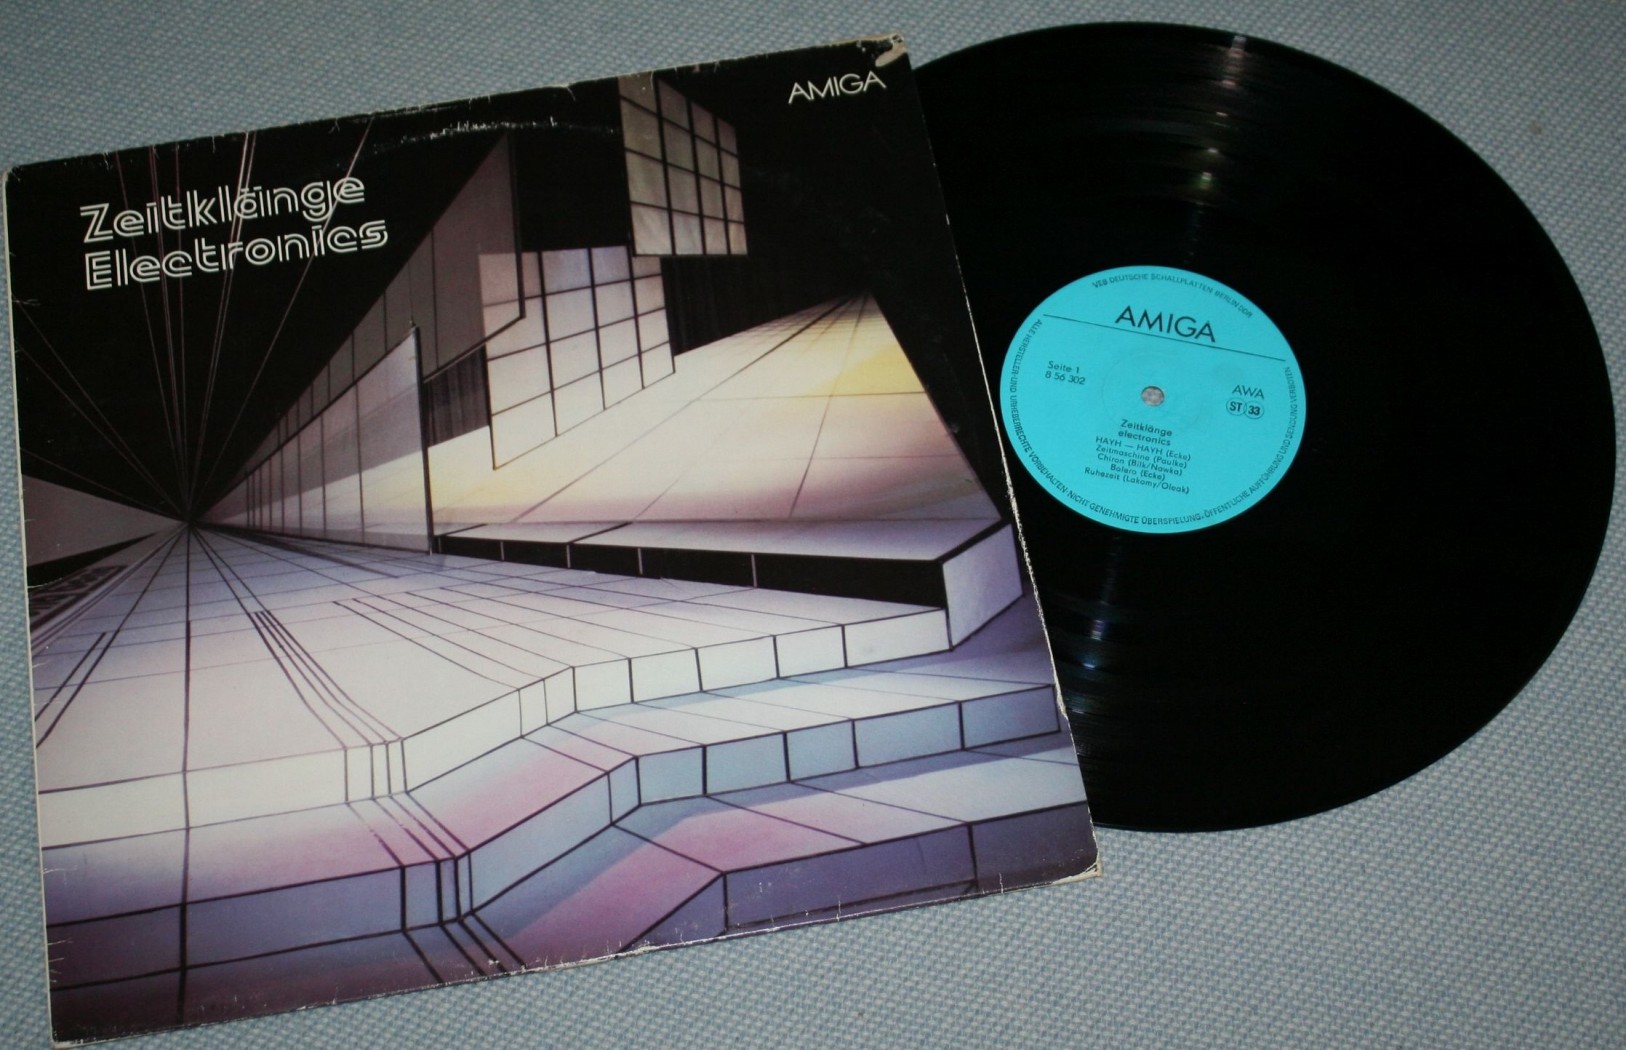 Zeitklänge
Electronics
AMIGA
VEB DEUTSCHE SCHALLPLATTEN BERLIN DDR
AMIGA
Seite 1
8 56 302
AWA
ST 33
Zeitklänge
electronics
HAYH — HAYH (Ecke)
Zeitmaschine (Paulke)
Chiron (Bilk/Nawka)
Bolero (Ecke)
Ruhezeit (Lakomy/Oleak)
ALLE HERSTELLER- UND URHEBERRECHTE VORBEHALTEN · NICHT GENEHMIGTE ÜBERSPIELUNG, ÖFFENTLICHE AUFFÜHRUNG UND SENDUNG VERBOTEN